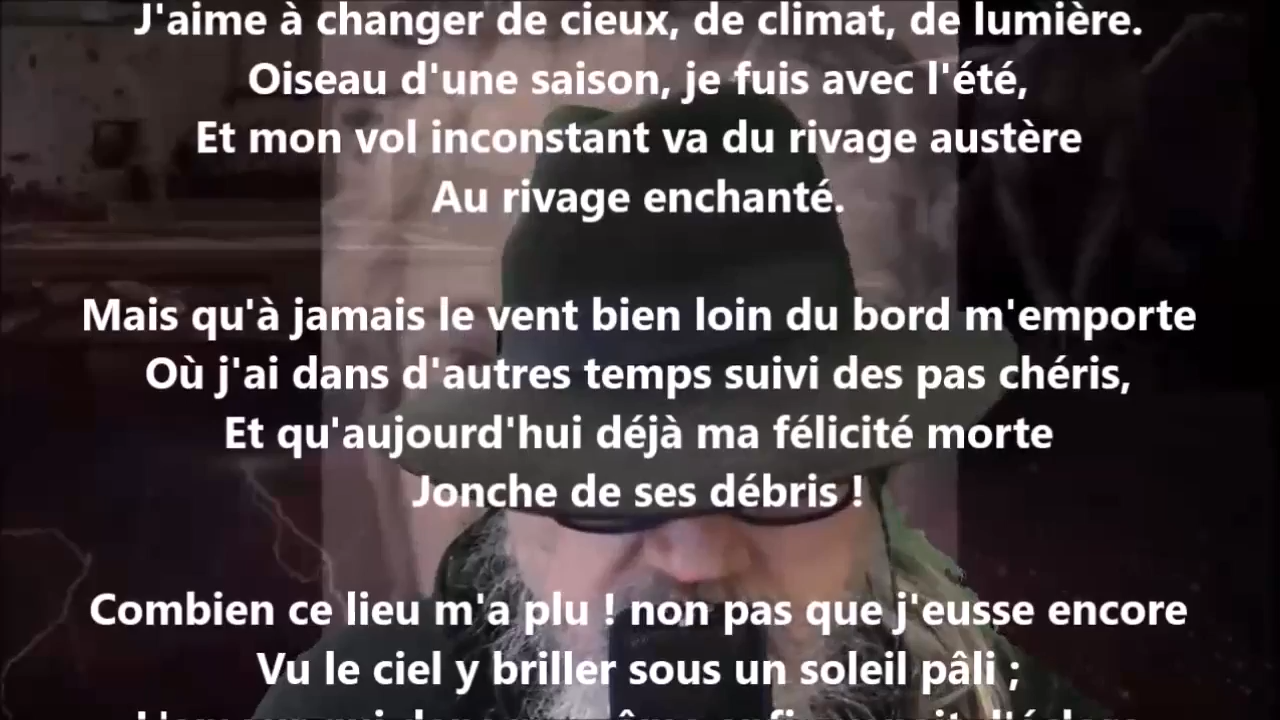 J'aime à changer de cieux, de climat, de lumière.
Oiseau d'une saison, je fuis avec l'été,
Et mon vol inconstant va du rivage austère
Au rivage enchanté.
Mais qu'à jamais le vent bien loin du bord m'emporte
Où j'ai dans d'autres temps suivi des pas chéris,
Et qu'aujourd'hui déjà ma félicité morte
Jonche de ses débris !
Combien ce lieu m'a plu ! non pas que j'eusse encore
Vu le ciel y briller sous un soleil pâli ;